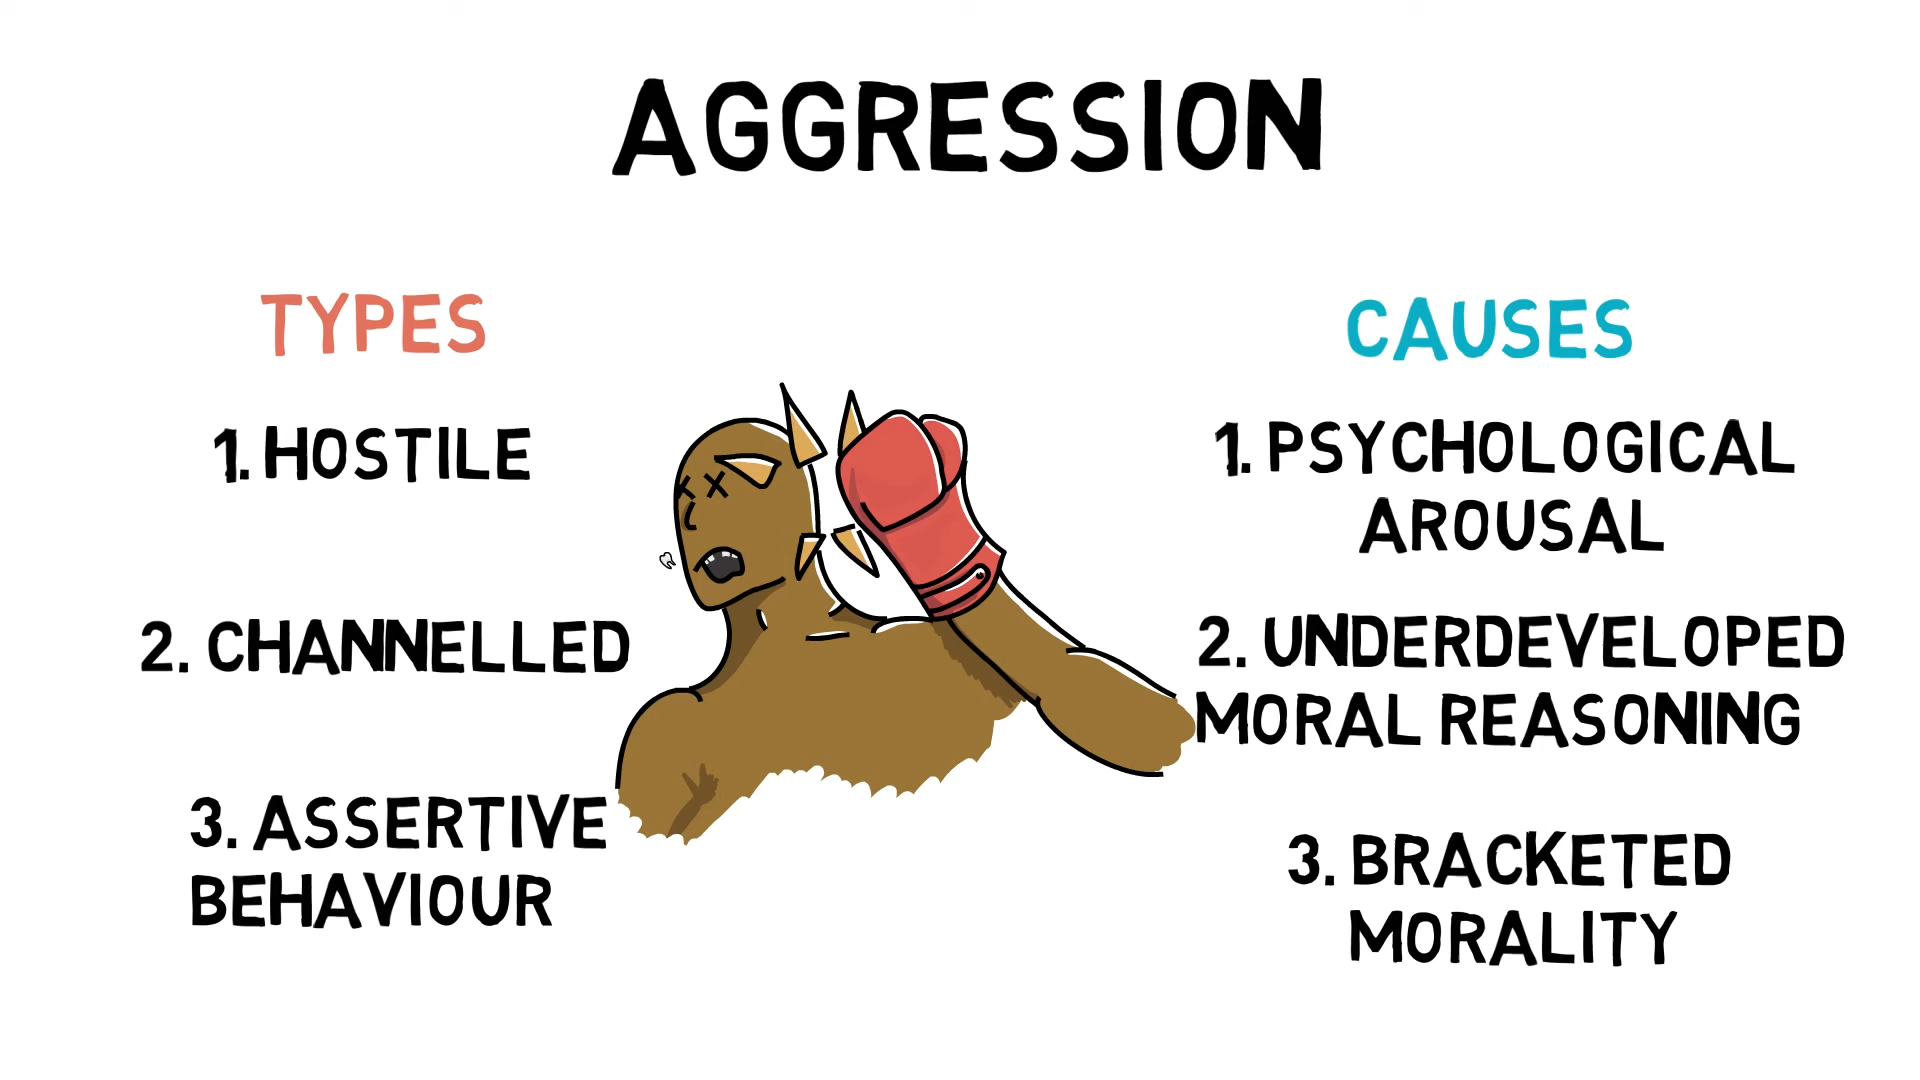 AGGRESSION
TYPES
1. HOSTILE
2. CHANNELLED
3. ASSERTIVE
BEHAVIOUR
CAUSES
1. PSYCHOLOGICAL
AROUSAL
2. UNDERDEVELOPED
MORAL REASONING
3. BRACKETED
MORALITY